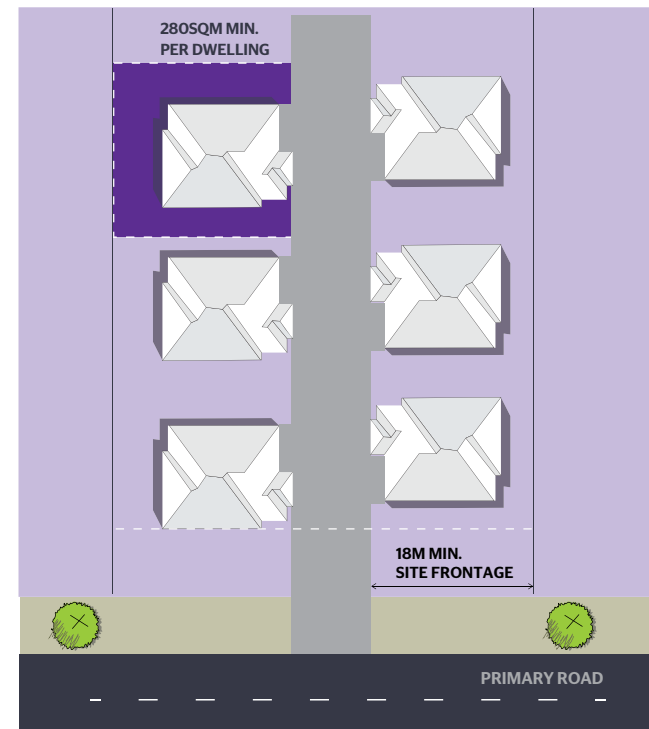 280SQM MIN.
PER DWELLING
18M MIN.
SITE FRONTAGE
PRIMARY ROAD